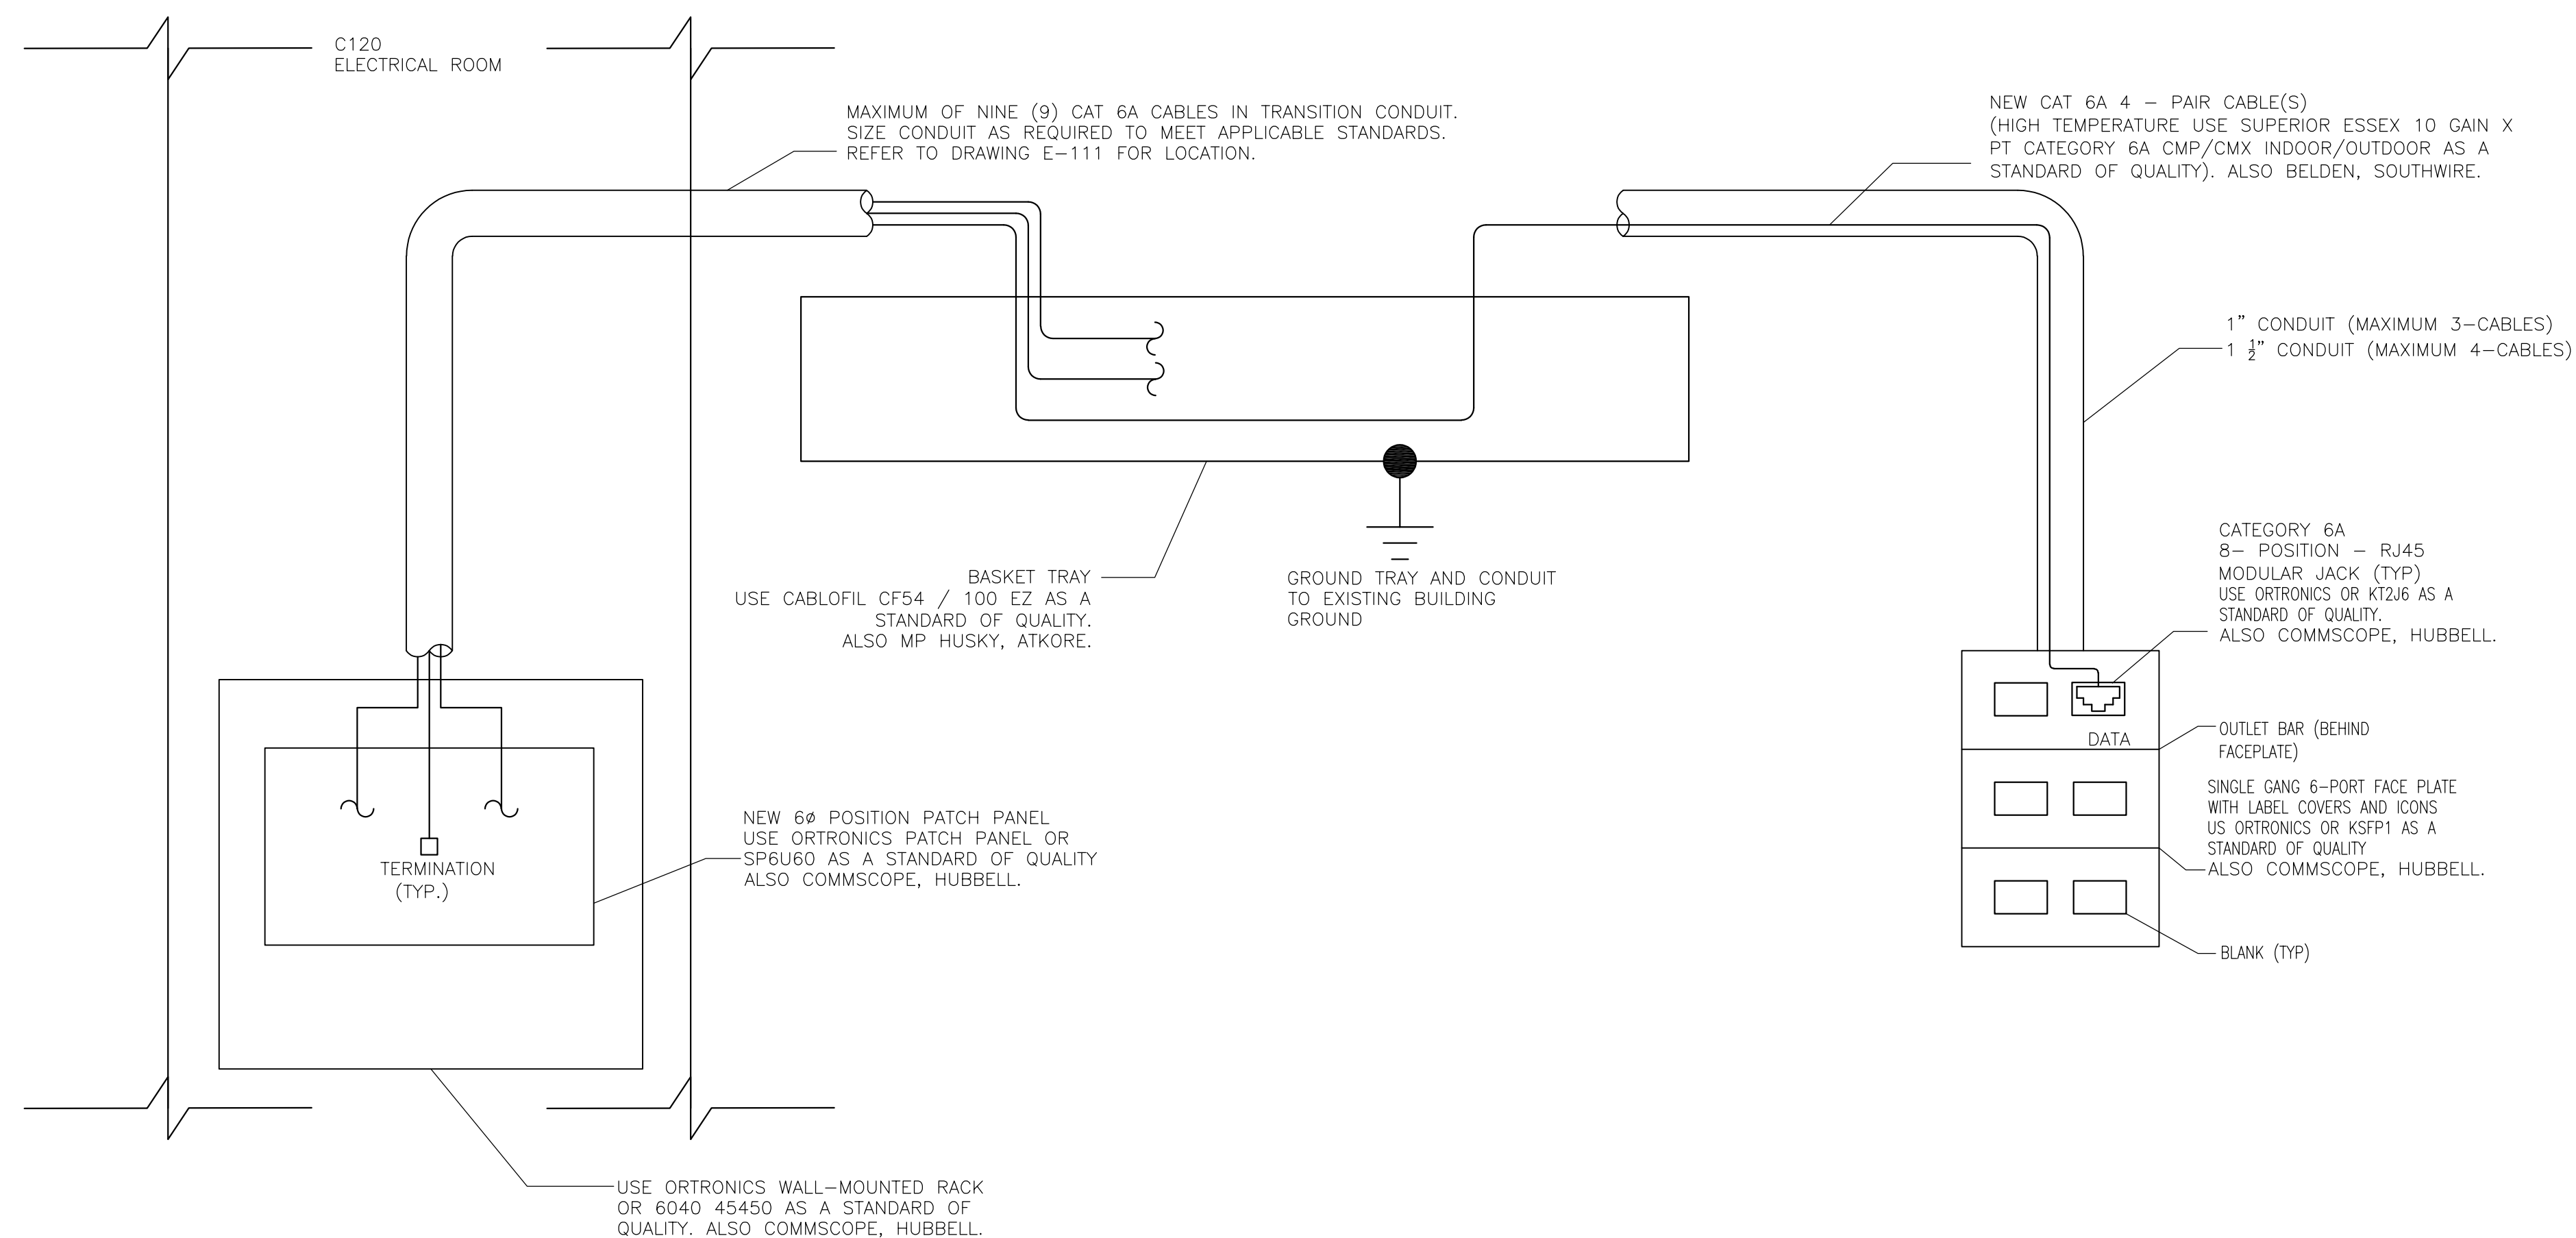 C120
ELECTRICAL ROOM
MAXIMUM OF NINE (9) CAT 6A CABLES IN TRANSITION CONDUIT.
SIZE CONDUIT AS REQUIRED TO MEET APPLICABLE STANDARDS.
REFER TO DRAWING E-111 FOR LOCATION.
NEW CAT 6A 4 - PAIR CABLE(S)
(HIGH TEMPERATURE USE SUPERIOR ESSEX 10 GAIN X
PT CATEGORY 6A CMP/CMX INDOOR/OUTDOOR AS A
STANDARD OF QUALITY). ALSO BELDEN, SOUTHWIRE.
1" CONDUIT (MAXIMUM 3-CABLES)
1 ½" CONDUIT (MAXIMUM 4-CABLES)
BASKET TRAY
USE CABLOFIL CF54 / 100 EZ AS A
STANDARD OF QUALITY.
ALSO MP HUSKY, ATKORE.
GROUND TRAY AND CONDUIT
TO EXISTING BUILDING
GROUND
CATEGORY 6A
8- POSITION - RJ45
MODULAR JACK (TYP)
USE ORTRONICS OR KT2J6 AS A
STANDARD OF QUALITY.
ALSO COMMSCOPE, HUBBELL.
DATA
OUTLET BAR (BEHIND
FACEPLATE)
SINGLE GANG 6-PORT FACE PLATE
WITH LABEL COVERS AND ICONS
US ORTRONICS OR KSFP1 AS A
STANDARD OF QUALITY
ALSO COMMSCOPE, HUBBELL.
BLANK (TYP)
NEW 6Ø POSITION PATCH PANEL
USE ORTRONICS PATCH PANEL OR
SP6U60 AS A STANDARD OF QUALITY
ALSO COMMSCOPE, HUBBELL.
TERMINATION
(TYP.)
USE ORTRONICS WALL-MOUNTED RACK
OR 6040 45450 AS A STANDARD OF
QUALITY. ALSO COMMSCOPE, HUBBELL.